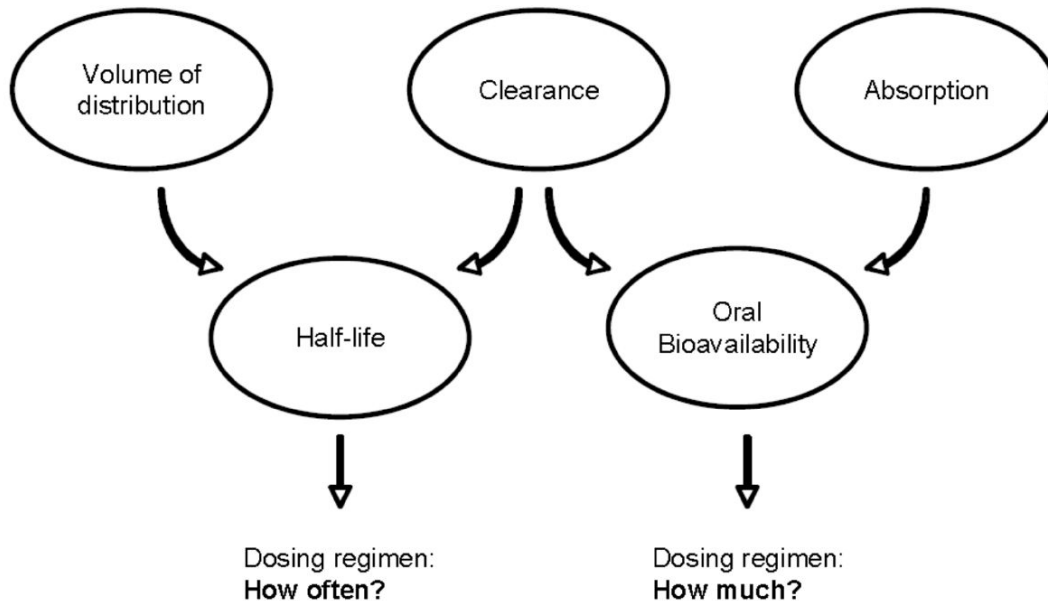 Volume of
distribution
Clearance
Absorption
Half-life
Oral
Bioavailability
Dosing regimen:
How often?
Dosing regimen:
How much?